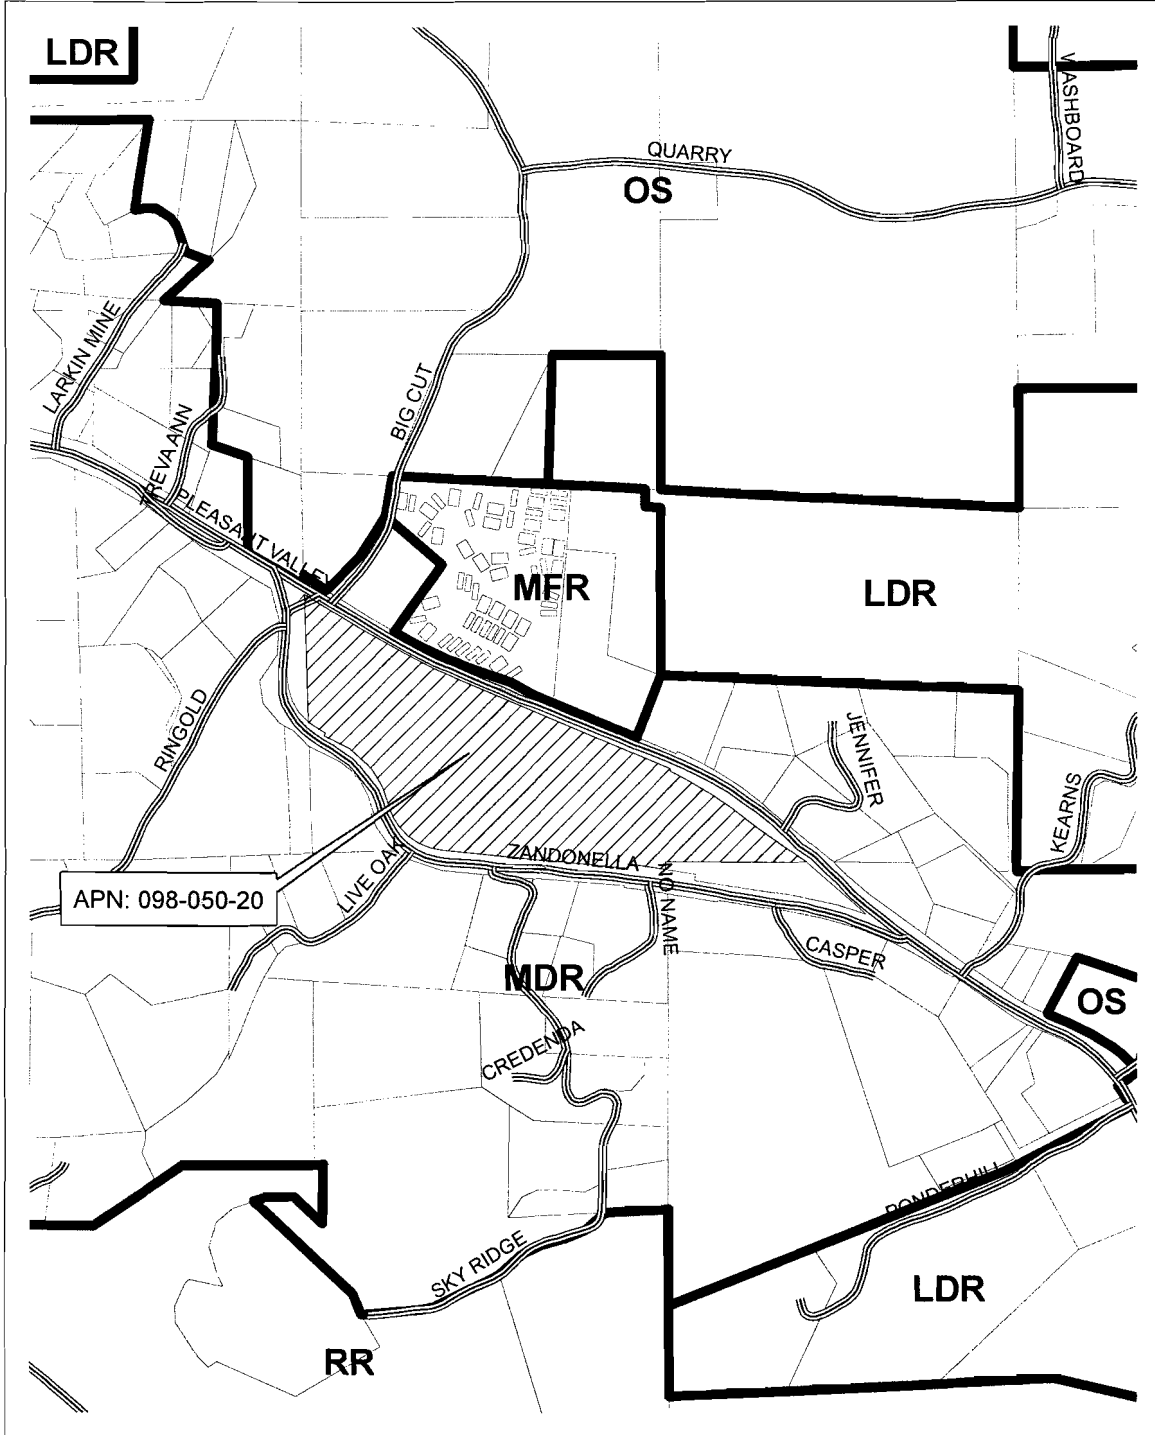 LDR
WASHBOARD
QUARRY
OS
LARKIN MINE
BIG CUT
TREVA ANN
PLEASANT VALLEY
MFR
LDR
RINGOLD
JENNIFER
KEARNS
ZANDONELLA
LIVE OAK
APN: 098-050-20
NO NAME
CASPER
MDR
OS
CREDENDA
PONDERHILL
SKY RIDGE
LDR
RR